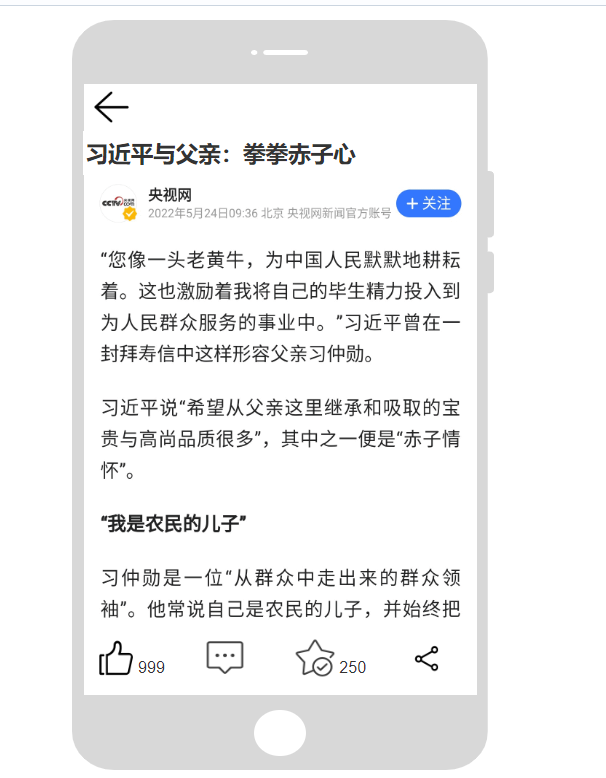 习近平与父亲：拳拳赤子心
央视网
CCTV.com
2022年5月24日09:36 北京 央视网新闻官方账号
+ 关注
“您像一头老黄牛，为中国人民默默地耕耘
着。这也激励着我将自己的毕生精力投入到
为人民群众服务的事业中。”习近平曾在一
封拜寿信中这样形容父亲习仲勋。
习近平说“希望从父亲这里继承和吸取的宝
贵与高尚品质很多”，其中之一便是“赤子情
怀”。
“我是农民的儿子”
习仲勋是一位“从群众中走出来的群众领
袖”。他常说自己是农民的儿子，并始终把
999
250